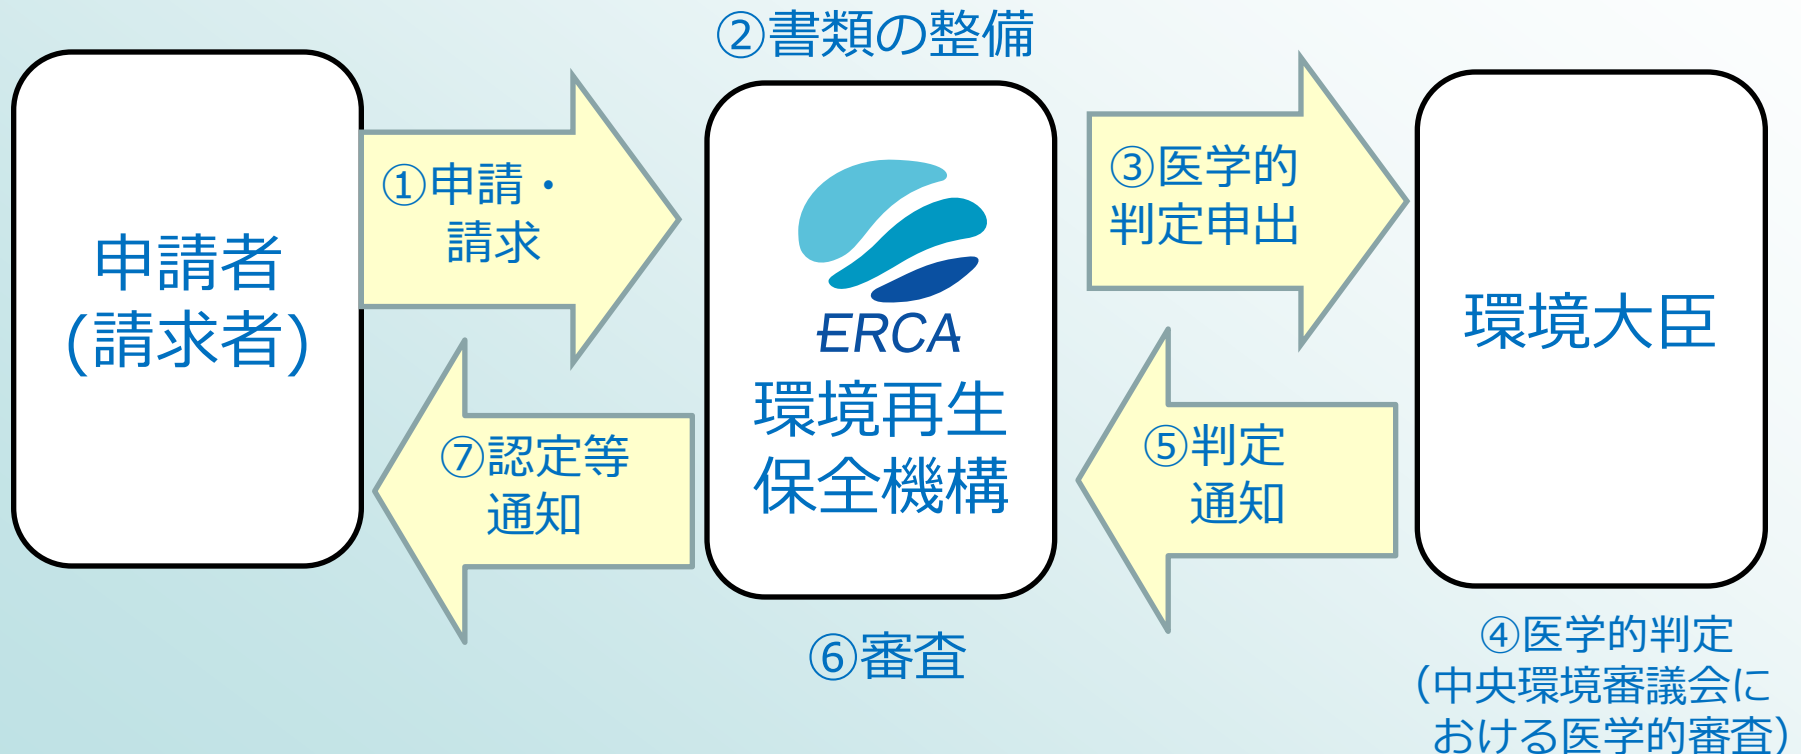 ②書類の整備
申請者
(請求者)
①申請・
請求
ERCA
環境再生
保全機構
③医学的
判定申出
環境大臣
⑦認定等
通知
⑤判定
通知
⑥審査
④医学的判定
(中央環境審議会に
おける医学的審査)